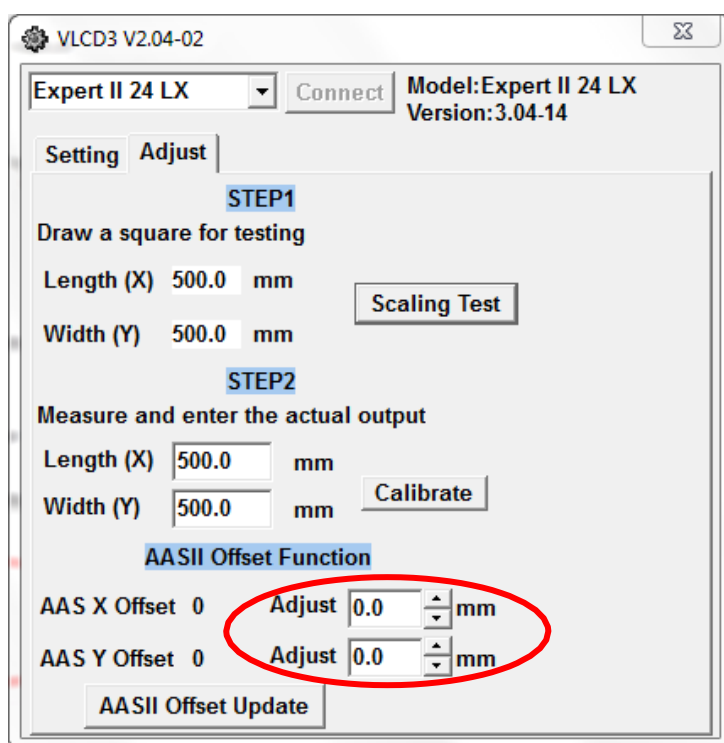 VLCD3 V2.04-02
Expert II 24 LX Connect Model:Expert II 24 LX
Version:3.04-14
Setting Adjust
STEP1
Draw a square for testing
Length (X) 500.0 mm
Scaling Test
Width (Y) 500.0 mm
STEP2
Measure and enter the actual output
Length (X) 500.0 mm
Calibrate
Width (Y) 500.0 mm
AASII Offset Function
AAS X Offset 0 Adjust 0.0 mm
AAS Y Offset 0 Adjust 0.0 mm
AASII Offset Update